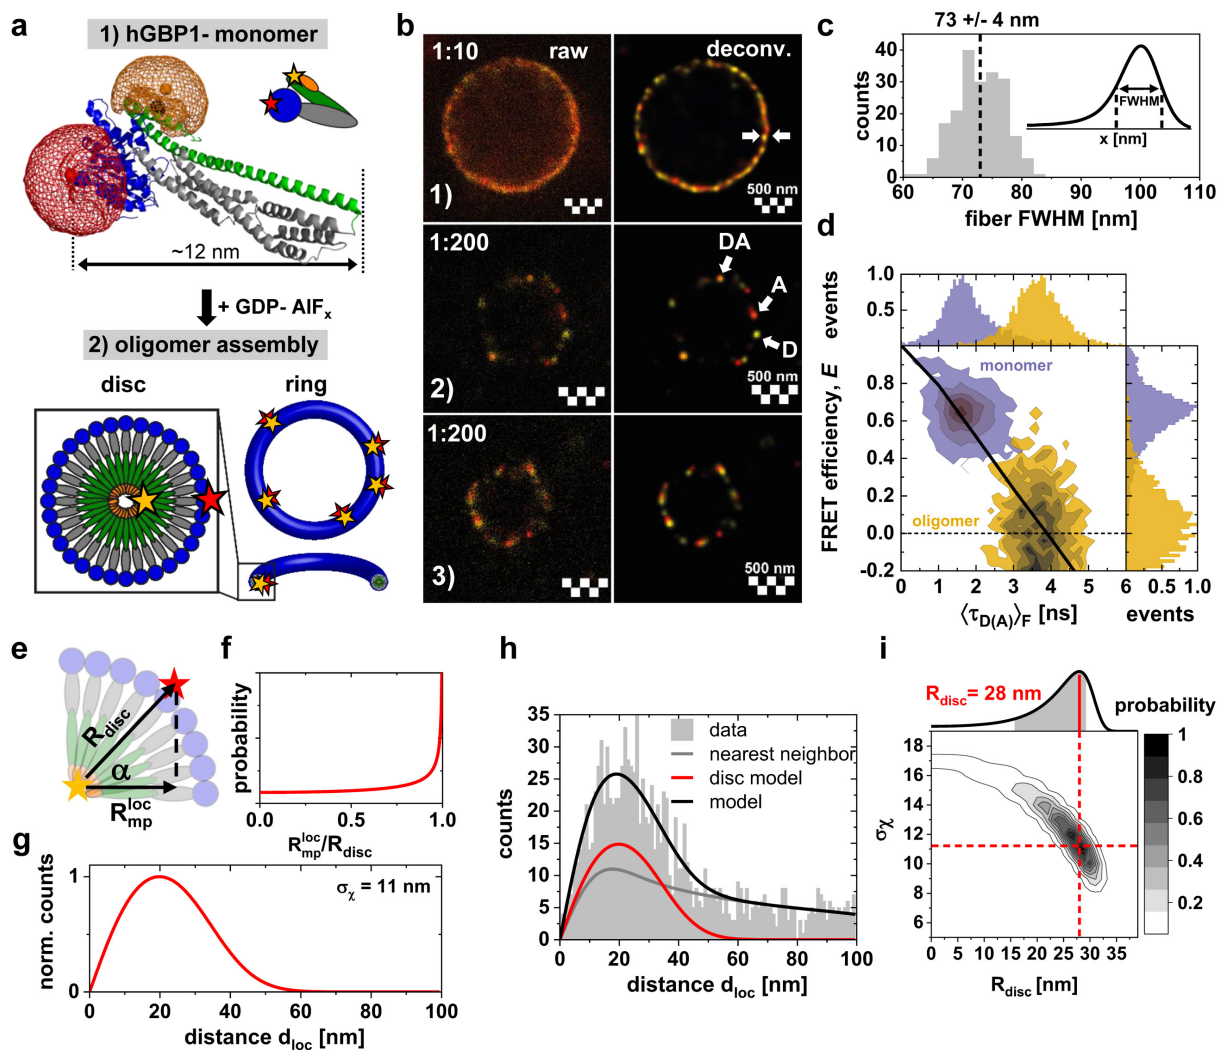 a
1) hGBP1- monomer
~12 nm
+ GDP- AlFx
2) oligomer assembly
disc
ring
b
1:10
raw
deconv.
1)
500 nm
1:200
DA
A
D
2)
500 nm
1:200
3)
500 nm
c
73 +/- 4 nm
counts
40
30
20
10
0
FWHM
x [nm]
60 70 80 90 100 110
fiber FWHM [nm]
d
1.0
0.5
events
monomer
FRET efficiency, E
0.8
0.6
0.4
0.2
0.0
-0.2
oligomer
0 1 2 3 4 5 6
0.5 1.0
⟨τD(A)⟩F [ns]
events
e
Rdisc
α
Rmp loc
f
probability
0.0 0.5 1.0
Rmp loc/Rdisc
g
norm. counts
1
0
σχ = 11 nm
0 20 40 60 80 100
distance dloc [nm]
h
counts
35
30
25
20
15
10
5
0
data
nearest neighbor
disc model
model
0 20 40 60 80 100
distance dloc [nm]
i
Rdisc= 28 nm
probability
σχ
18
16
14
12
10
8
6
1
0.8
0.6
0.4
0.2
0 5 10 15 20 25 30 35
Rdisc [nm]